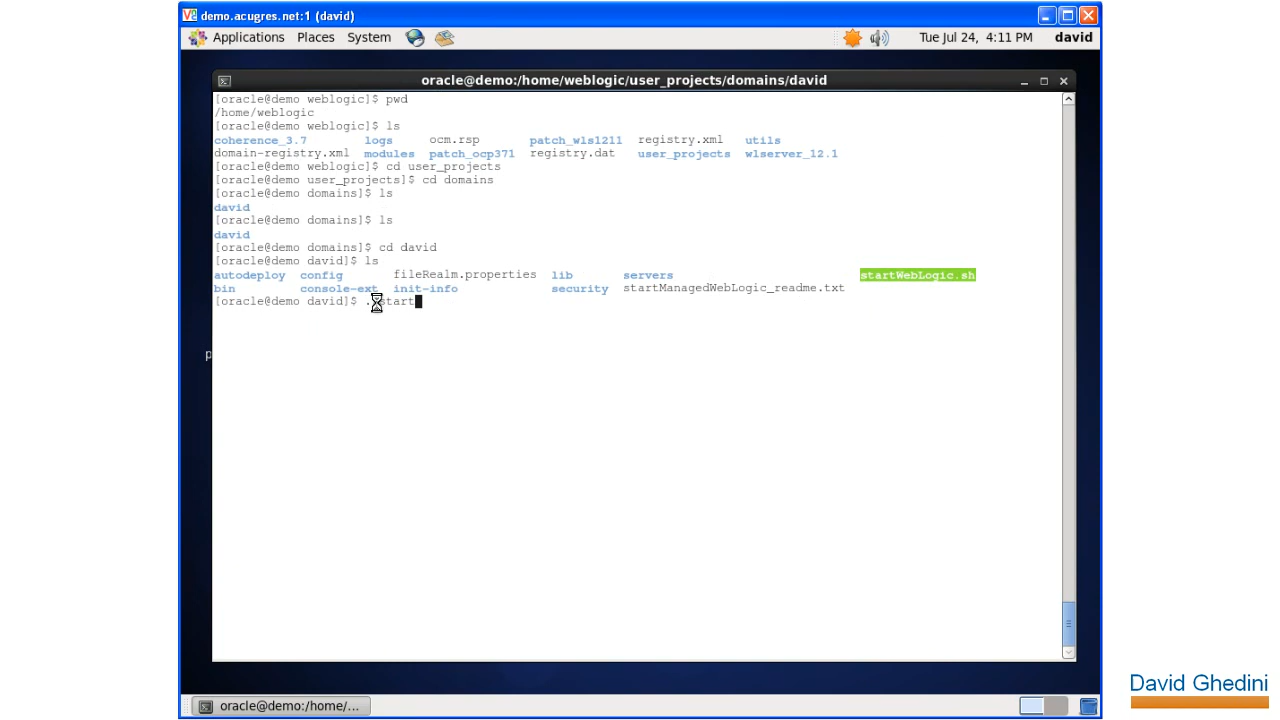 demo.acugres.net:1 (david)
Applications Places System Tue Jul 24, 4:11 PM david
oracle@demo:/home/weblogic/user_projects/domains/david
[oracle@demo weblogic]$ pwd
/home/weblogic
[oracle@demo weblogic]$ ls
coherence_3.7 logs ocm.rsp patch_wls1211 registry.xml utils
domain-registry.xml modules patch_ocp371 registry.dat user_projects wlserver_12.1
[oracle@demo weblogic]$ cd user_projects
[oracle@demo user_projects]$ cd domains
[oracle@demo domains]$ ls
david
[oracle@demo domains]$ ls
david
[oracle@demo domains]$ cd david
[oracle@demo david]$ ls
autodeploy config fileRealm.properties lib servers startWebLogic.sh
bin console-ext init-info security startManagedWebLogic_readme.txt
[oracle@demo david]$ . start
p
oracle@demo:/home/...
David Ghedini